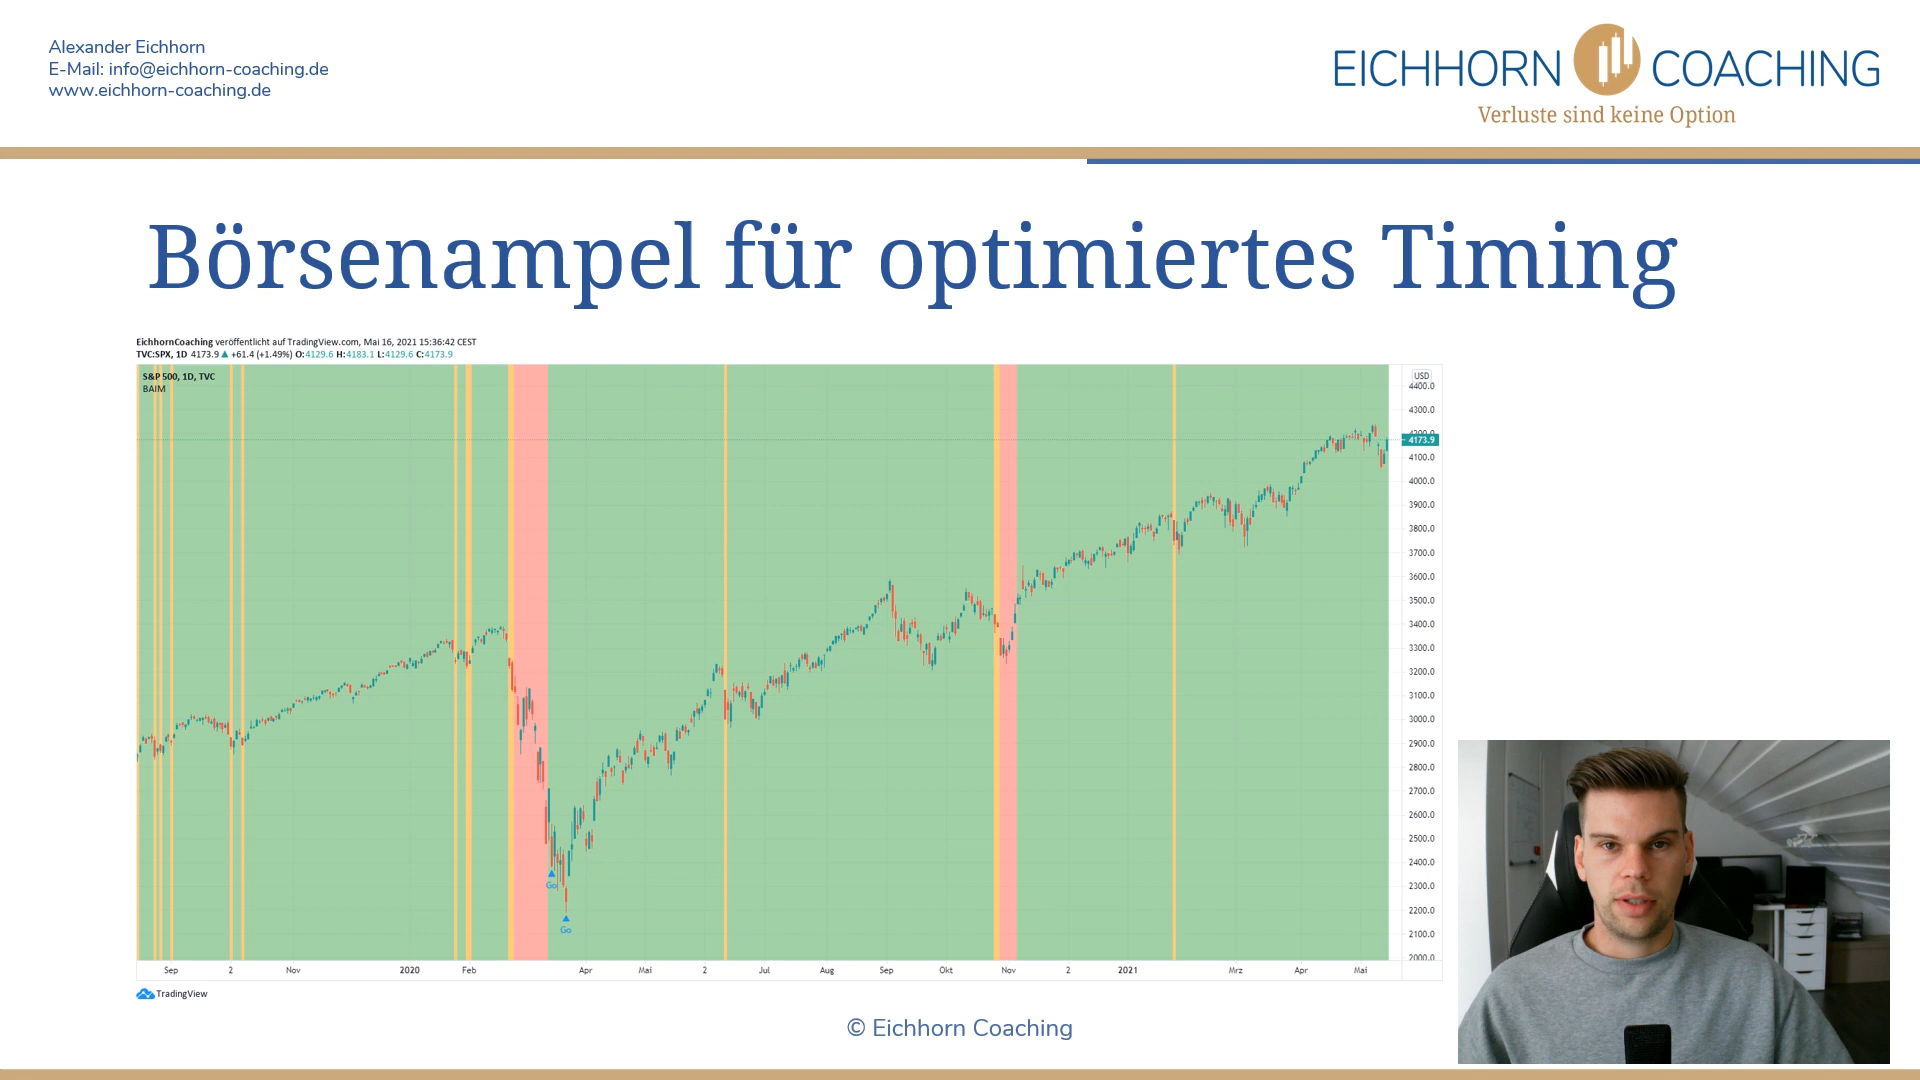 Alexander Eichhorn
E-Mail: info@eichhorn-coaching.de
www.eichhorn-coaching.de
EICHHORN COACHING
Verluste sind keine Option
Börsenampel für optimiertes Timing
EichhornCoaching veröffentlicht auf TradingView.com, Mai 16, 2021 15:36:42 CEST
TVC:SPX, 1D 4173.9 ▲ +61.4 (+1.49%) O:4129.6 H:4183.1 L:4129.6 C:4173.9
S&P 500, 1D, TVC
BAIM
USD
4400.0
4300.0
4200.0
4173.9
4100.0
4000.0
3900.0
3800.0
3700.0
3600.0
3500.0
3400.0
3300.0
3200.0
3100.0
3000.0
2900.0
2800.0
2700.0
2600.0
2500.0
2400.0
2300.0
2200.0
2100.0
2000.0
Go
Go
Sep 2 Nov 2020 Feb Apr Mai 2 Jul Aug Sep Okt Nov 2 2021 Mrz Apr Mai
TradingView
© Eichhorn Coaching